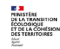 MINISTÈRE
DE LA TRANSITION
ÉCOLOGIQUE
ET DE LA COHÉSION
DES TERRITOIRES